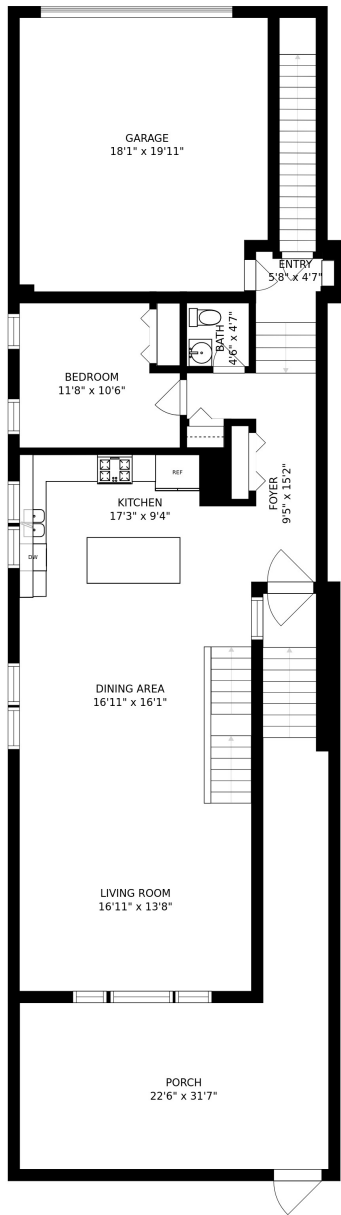 GARAGE
18'1" x 19'11"
ENTRY
5'8" x 4'7"
BATH
4'6" x 4'7"
BEDROOM
11'8" x 10'6"
REF
KITCHEN
17'3" x 9'4"
FOYER
9'5" x 15'2"
DW
DINING AREA
16'11" x 16'1"
LIVING ROOM
16'11" x 13'8"
PORCH
22'6" x 31'7"